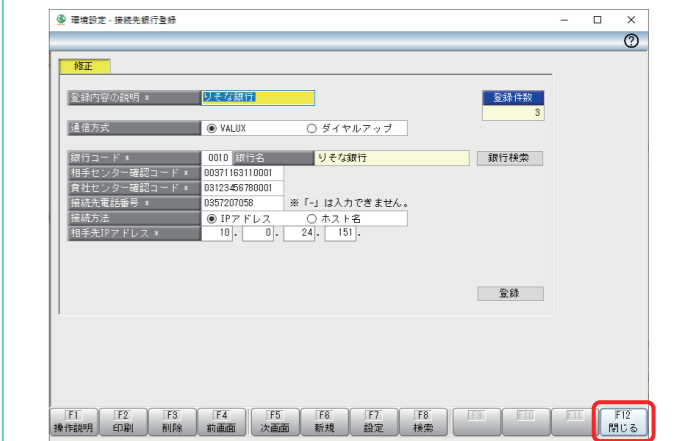 環境設定 - 接続先銀行登録
修正
登録内容の説明 * りそな銀行 登録件数
3
通信方式 VALUX ダイヤルアップ
銀行コード * 0010 銀行名 りそな銀行 銀行検索
相手センター確認コード * 00371163110001
貴社センター確認コード * 03123456780001
接続先電話番号 * 0357207058 ※「-」は入力できません。
接続方法 IPアドレス ホスト名
相手先IPアドレス * 10. 0. 24. 151.
登録
F1 F2 F3 F4 F5 F6 F7 F8 F9 F10 F11 F12
操作説明 印刷 削除 前画面 次画面 新規 設定 検索 閉じる